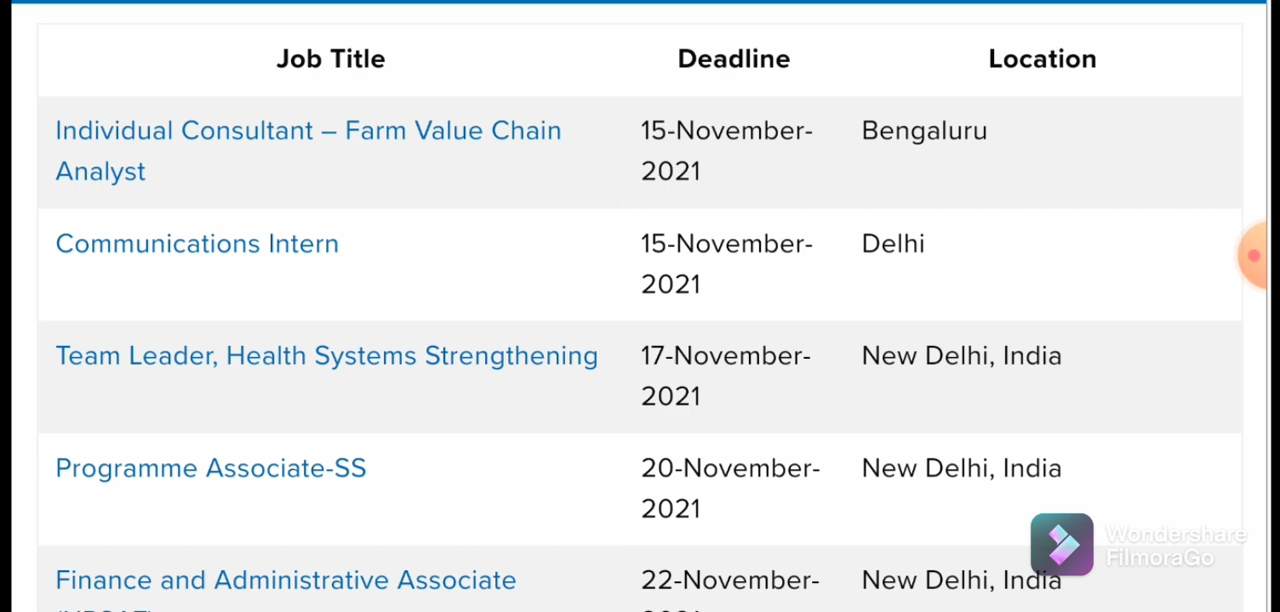 Job Title Deadline Location
Individual Consultant – Farm Value Chain 15-November- Bengaluru
Analyst 2021
Communications Intern 15-November- Delhi
2021
Team Leader, Health Systems Strengthening 17-November- New Delhi, India
2021
Programme Associate-SS 20-November- New Delhi, India
2021
Wondershare
FilmoraGo
Finance and Administrative Associate 22-November- New Delhi, India